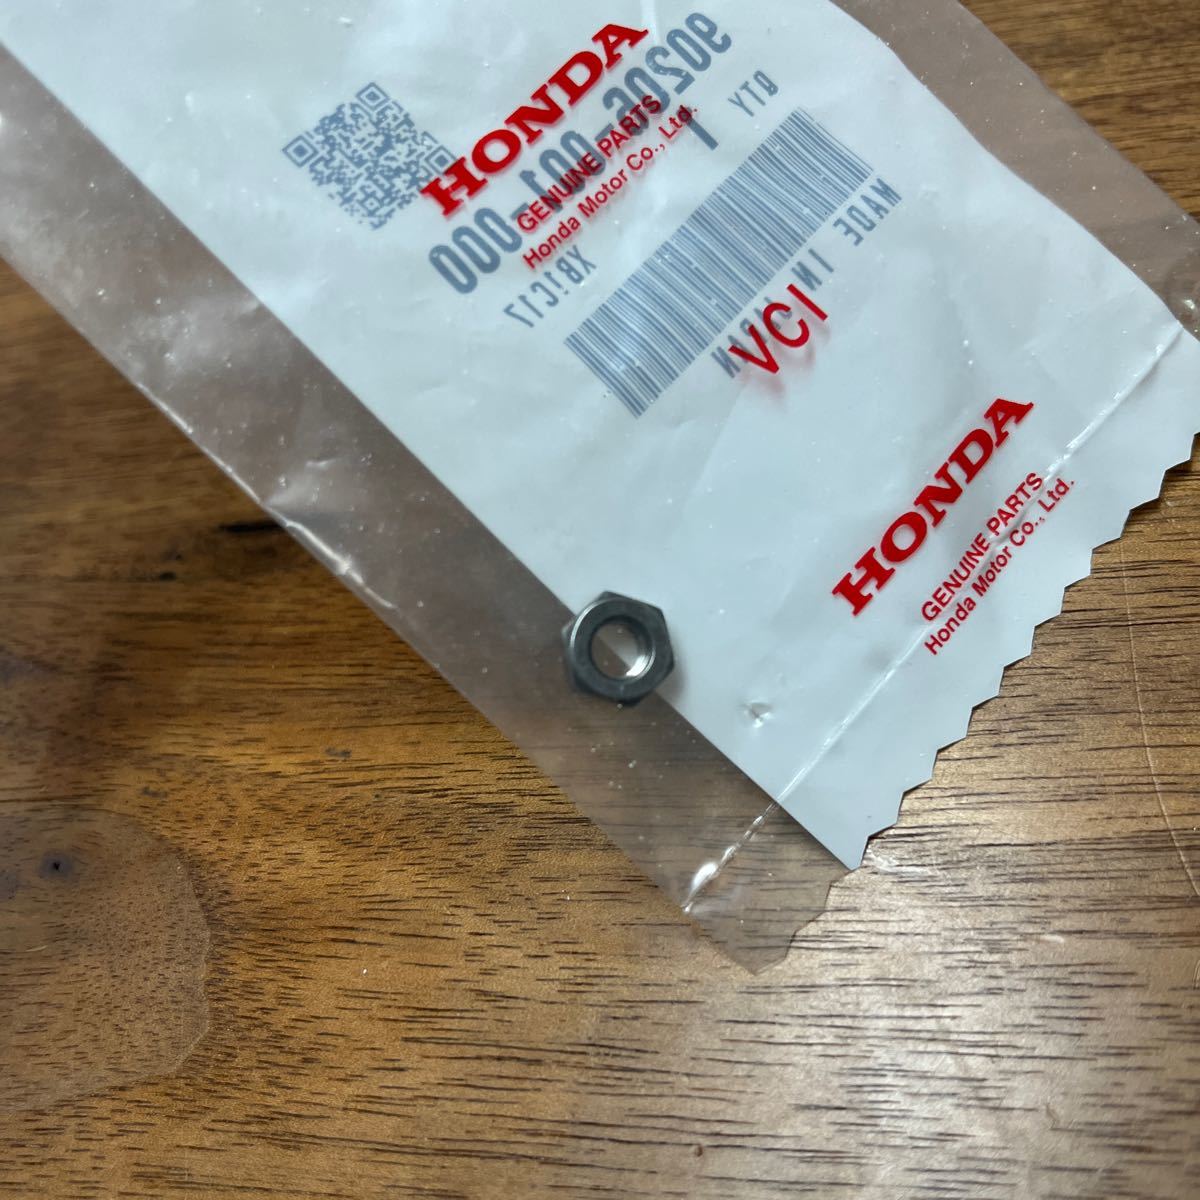 HONDA
GENUINE PARTS
Honda Motor Co., Ltd.
90206-001-000
XB1C17
1
QTY
MADE IN JAPAN
VCI
HONDA
GENUINE PARTS
Honda Motor Co., Ltd.